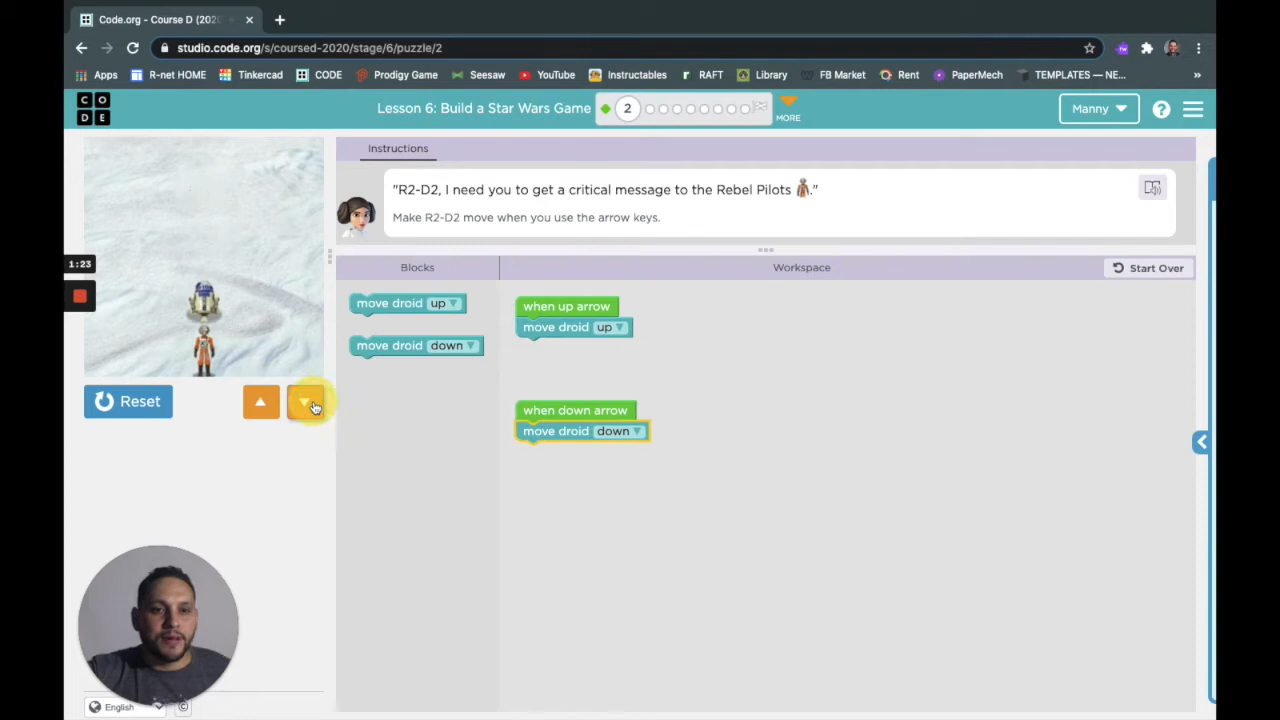 Code.org - Course D (202
studio.code.org/s/coursed-2020/stage/6/puzzle/2
Apps R-net HOME Tinkercad CODE Prodigy Game Seesaw YouTube Instructables RAFT Library FB Market Rent PaperMech TEMPLATES — NE... »
C O D E
Lesson 6: Build a Star Wars Game
2
MORE
Manny
?
Instructions
"R2-D2, I need you to get a critical message to the Rebel Pilots ."
Make R2-D2 move when you use the arrow keys.
1:23
Blocks
Workspace
Start Over
move droid up
move droid down
when up arrow
move droid up
when down arrow
move droid down
Reset
English
©